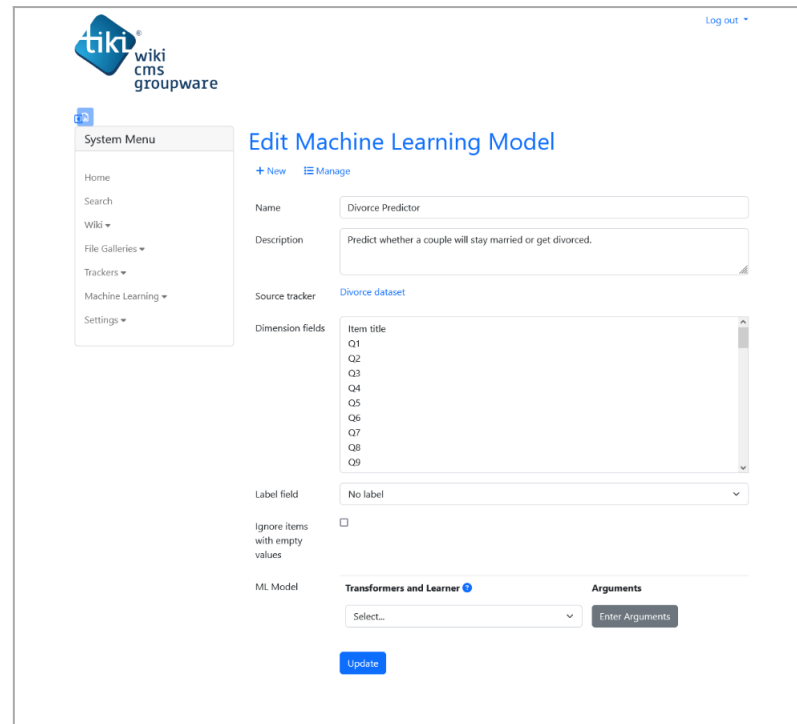 Log out
tiki®
wiki
cms
groupware
System Menu
Home
Search
Wiki
File Galleries
Trackers
Machine Learning
Settings
Edit Machine Learning Model
+ New Manage
Name Divorce Predictor
Description Predict whether a couple will stay married or get divorced.
Source tracker Divorce dataset
Dimension fields Item title
Q1
Q2
Q3
Q4
Q5
Q6
Q7
Q8
Q9
Label field No label
Ignore items
with empty
values
ML Model Transformers and Learner ? Arguments
Select... Enter Arguments
Update